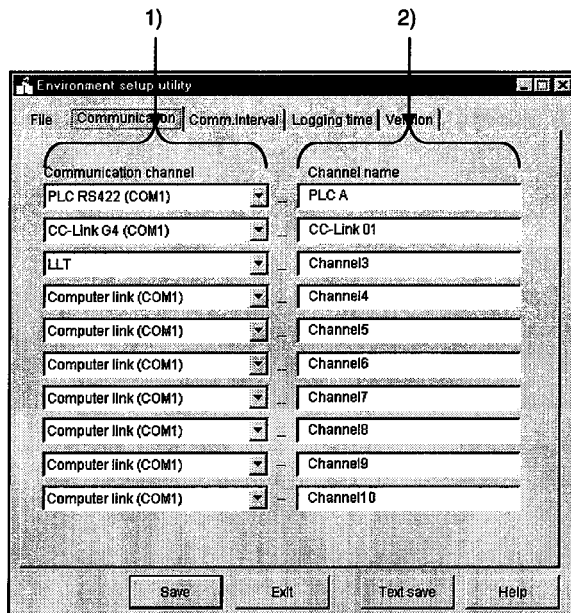 1) 2)
Environment setup utility
File Communication Comm.interval Logging time Version
Communication channel Channel name
PLC RS422 (COM1) – PLC A
CC-Link G4 (COM1) – CC-Link 01
LLT – Channel3
Computer link (COM1) – Channel4
Computer link (COM1) – Channel5
Computer link (COM1) – Channel6
Computer link (COM1) – Channel7
Computer link (COM1) – Channel8
Computer link (COM1) – Channel9
Computer link (COM1) – Channel10
Save Exit Text save Help